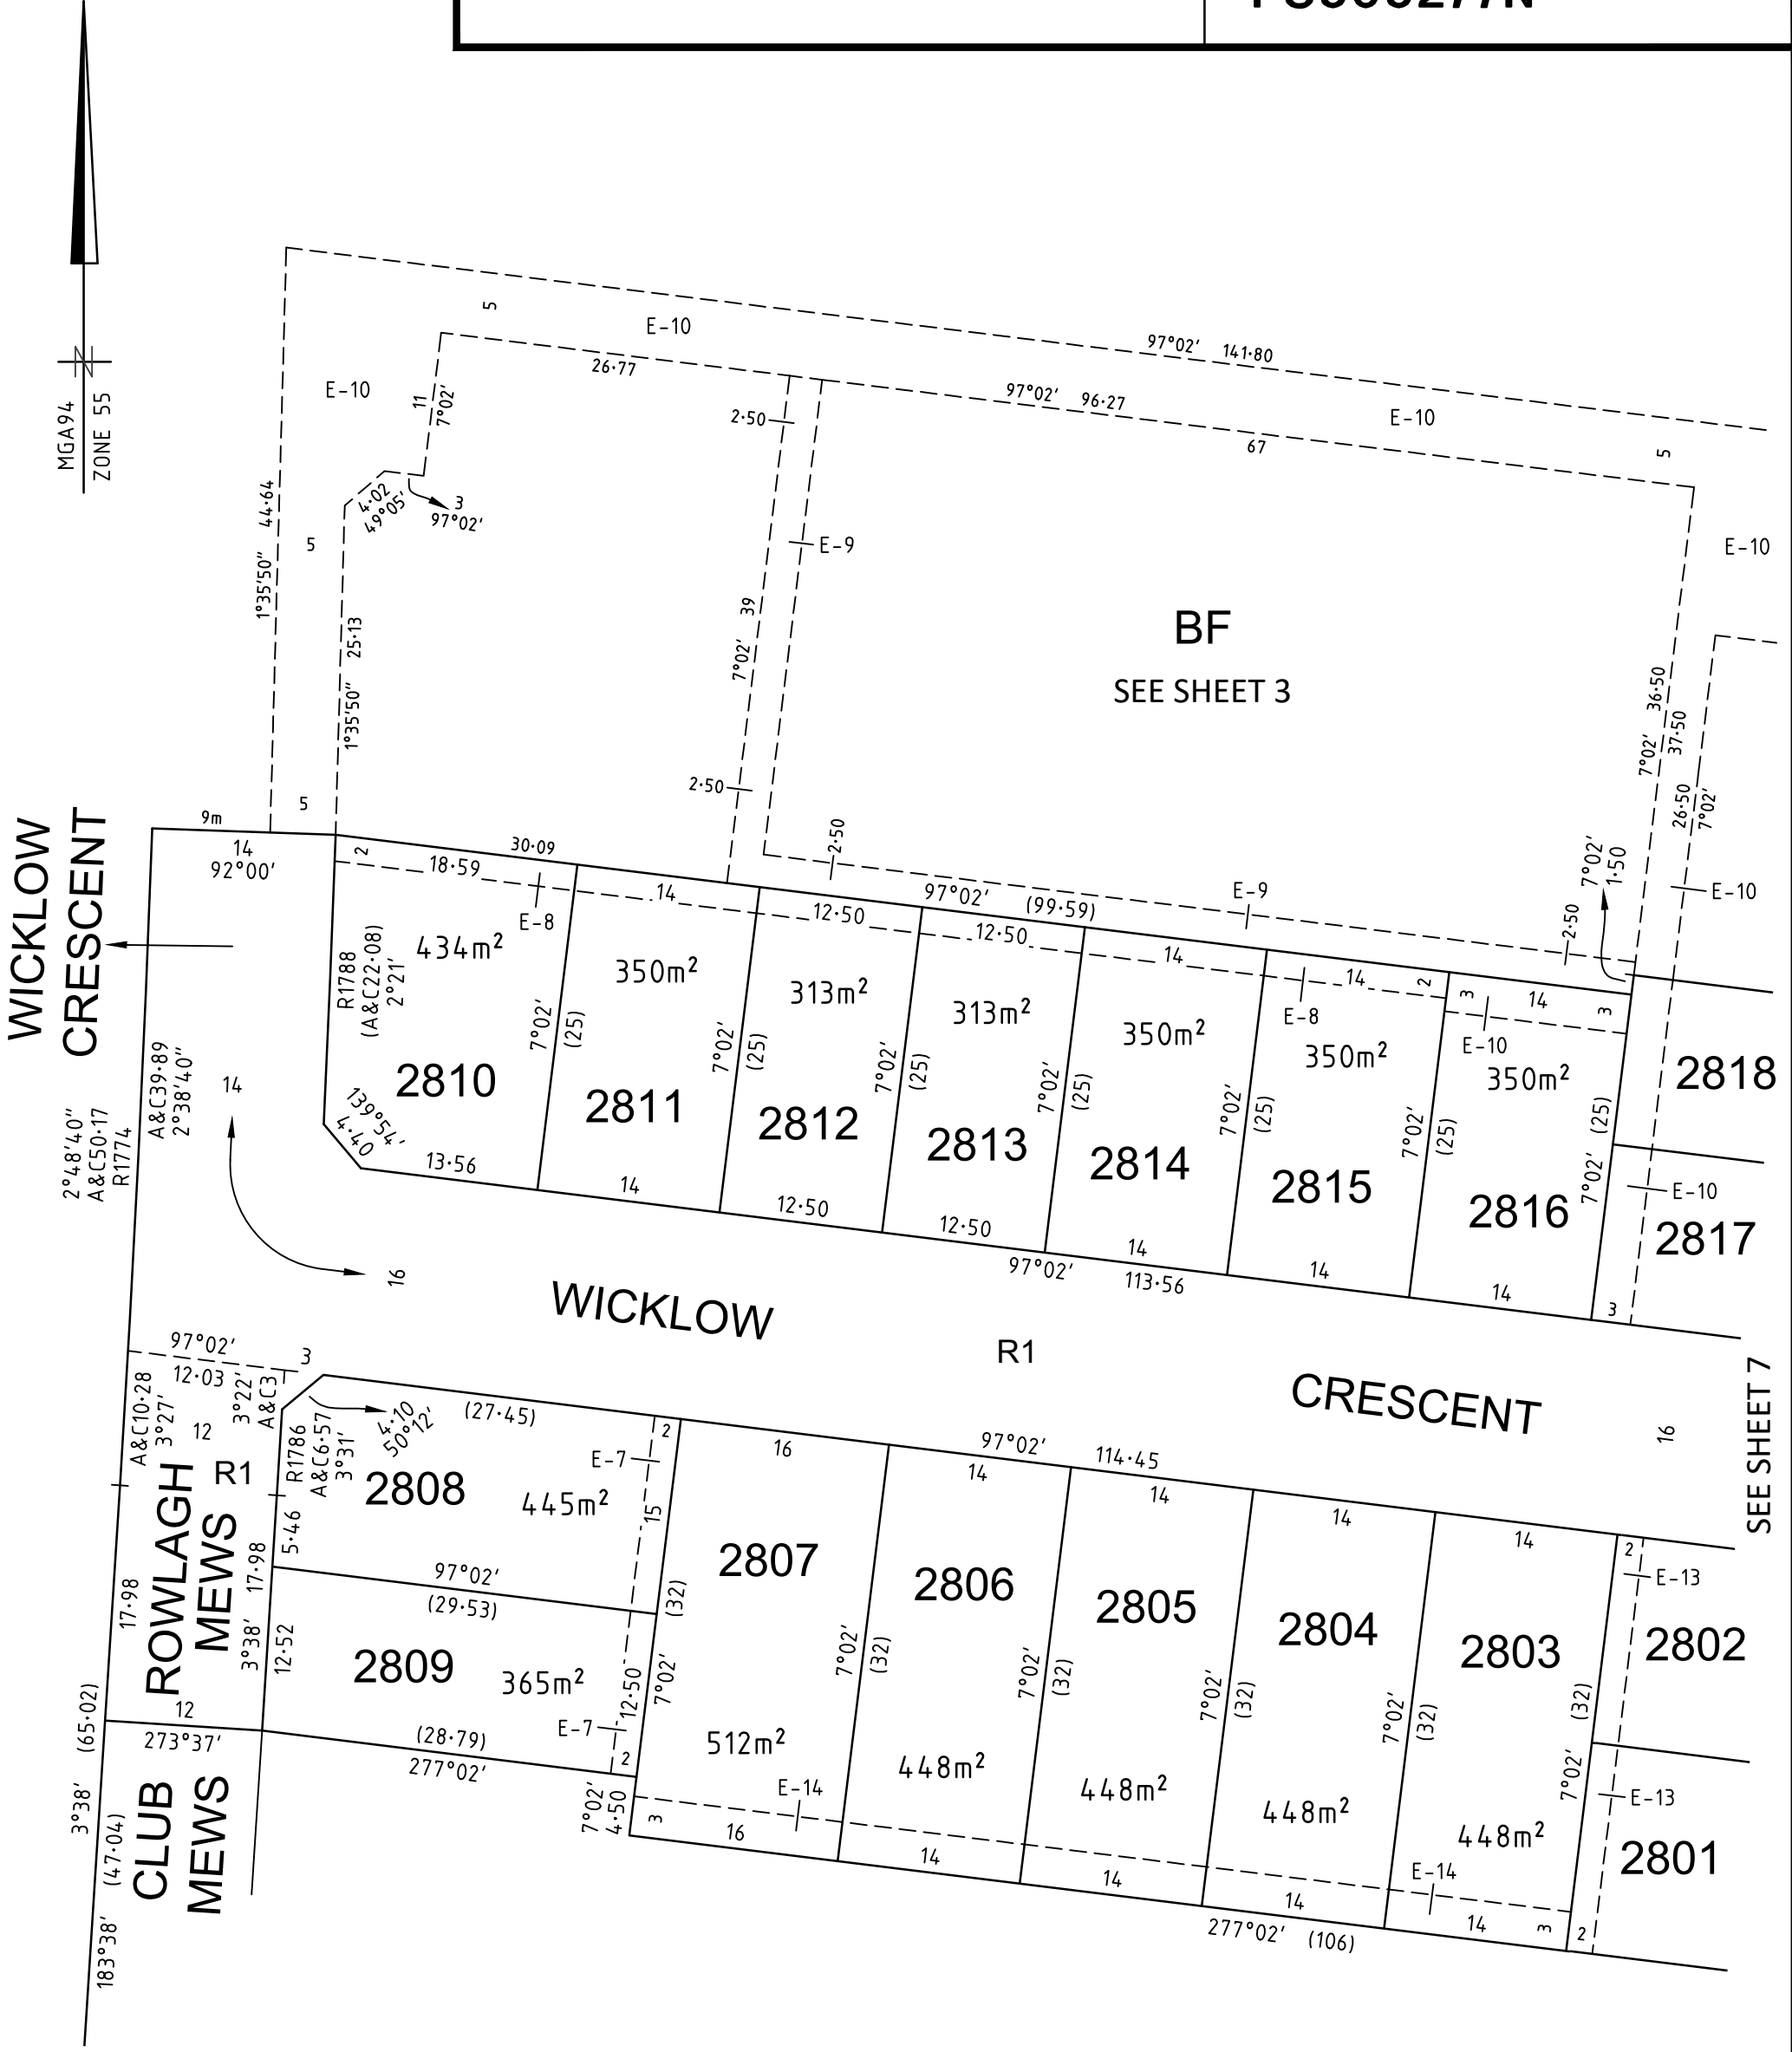 MGA94
ZONE 55
N
5
E-10
97°02' 141·80
E-10
26·77
11
7°02'
97°02' 96·27
E-10
67
5
2·50
4·02
49°05'
3
97°02'
1°35'50" 44·64
5
E-9
E-10
1°35'50" 25·13
7°02' 39
BF
SEE SHEET 3
7°02' 36·50
37·50
26·50
7°02'
2·50
5
9m
14
92°00'
2
18·59
30·09
2·50
97°02' (99·59)
E-9
7°02'
1·50
2·50
E-10
WICKLOW
CRESCENT
E-8
14
12·50
12·50
14
14
2
3
14
3
434m²
350m²
313m²
313m²
350m²
E-8
350m²
E-10
350m²
R1788
(A&C22·08)
2°21'
7°02'
(25)
7°02'
(25)
7°02'
(25)
7°02'
(25)
7°02'
(25)
7°02'
(25)
7°02' (25)
2810
2811
2812
2813
2814
2815
2816
2818
2817
E-10
A&C39·89
2°38'40"
2°48'40"
A&C50·17
R1774
14
139°54'
4·40
13·56
14
12·50
12·50
14
14
14
3
97°02' 113·56
16
WICKLOW
R1
CRESCENT
16
SEE SHEET 7
97°02'
12·03
3
3°22'
A&C3
A&C10·28
3°27'
12
R1
R1786
A&C6·57
3°31'
4·10
50°12'
(27·45)
2
E-7
15
2808
445m²
97°02' 114·45
16
14
14
14
14
2
E-13
ROWLAGH
MEWS
17·98
3°38' 17·98
5·46
12·52
97°02'
(29·53)
2809
365m²
12·50
E-7
2
(28·79)
277°02'
7°02' (32)
2807
2806
2805
2804
2803
2802
2801
7°02'
(32)
7°02'
(32)
7°02'
(32)
7°02'
(32)
7°02' (32)
512m²
448m²
448m²
448m²
448m²
E-13
E-14
E-14
7°02'
4·50
3
16
14
14
14
14
3
2
277°02' (106)
12
273°37'
3°38' (65·02)
(47·04)
183°38'
CLUB
MEWS